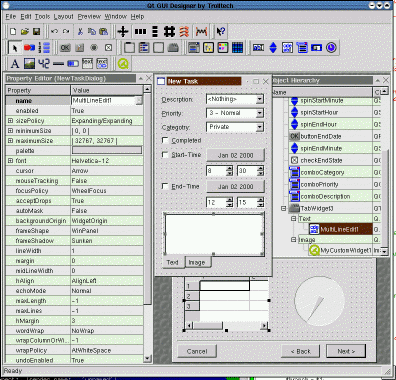 Qt GUI Designer by Trolltech
File Edit Tools Layout Preview Window Help
Property Editor (NewTaskDialog)
Property Value
name MultiLineEdit1
enabled True
sizePolicy Expanding/Expanding
minimumSize [ 0, 0 ]
maximumSize [ 32767, 32767 ]
palette
font Helvetica-12
cursor Arrow
mouseTracking False
focusPolicy WheelFocus
acceptDrops True
autoMask False
backgroundOrigin WidgetOrigin
frameShape WinPanel
frameShadow Sunken
lineWidth 1
margin 0
midLineWidth 0
hAlign AlignLeft
echoMode Normal
maxLength -1
maxLines -1
hMargin 3
wordWrap NoWrap
wrapColumnOrWi... -1
wrapPolicy AtWhiteSpace
undoEnabled True
New Task
Description: <Nothing>
Priority: 3 - Normal
Category: Private
Completed
Start-Time Jan 02 2000
8 30
End-Time Jan 02 2000
12 15
Text Image
Object Hierarchy
Name
spinStartMinute
spinStartHour
spinEndHour
buttonEndDate
spinEndMinute
checkEndState
comboCategory
comboPriority
comboDescription
TabWidget3
Text
MultiLineEdit1
Image
MyCustomWidget1
1
2
3
Cancel < Back Next >
Ready